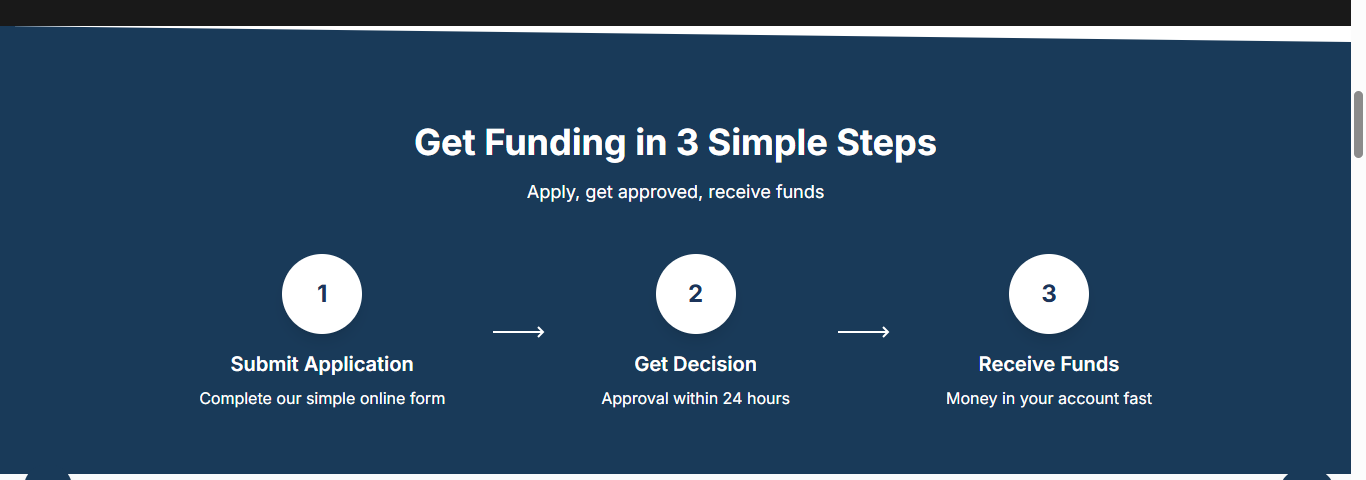 Get Funding in 3 Simple Steps
Apply, get approved, receive funds
1
2
3
Submit Application
Get Decision
Receive Funds
Complete our simple online form
Approval within 24 hours
Money in your account fast